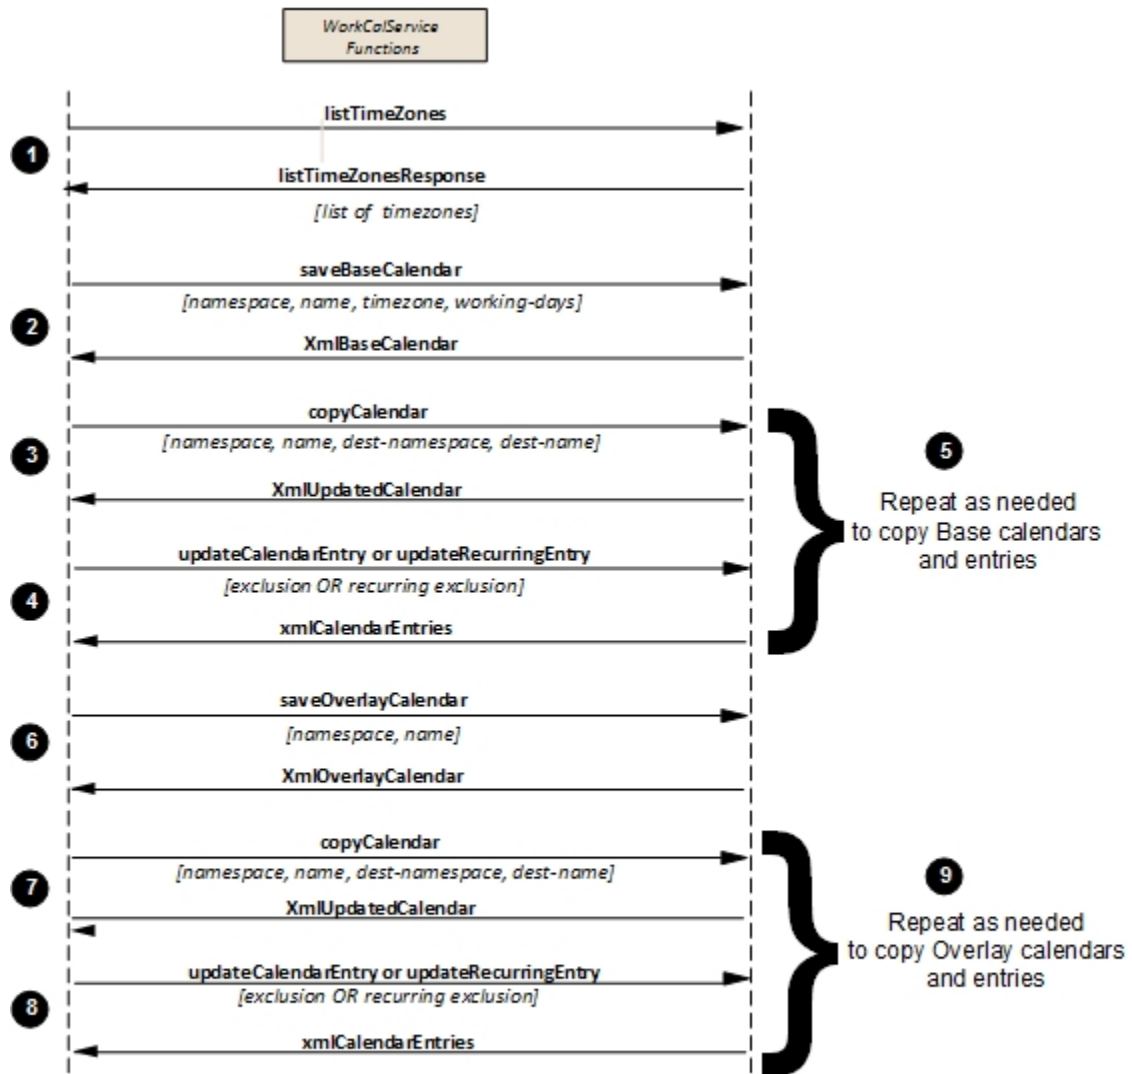 WorkCalService
Functions
listTimeZones
1
listTimeZonesResponse
[list of timezones]
saveBaseCalendar
[namespace, name, timezone, working-days]
2
XmlBaseCalendar
copyCalendar
[namespace, name, dest-namespace, dest-name]
3
XmlUpdatedCalendar
5
Repeat as needed
to copy Base calendars
and entries
updateCalendarEntry or updateRecurringEntry
[exclusion OR recurring exclusion]
4
xmlCalendarEntries
saveOverlayCalendar
[namespace, name]
6
XmlOverlayCalendar
copyCalendar
[namespace, name, dest-namespace, dest-name]
7
XmlUpdatedCalendar
9
Repeat as needed
to copy Overlay calendars
and entries
updateCalendarEntry or updateRecurringEntry
[exclusion OR recurring exclusion]
8
xmlCalendarEntries